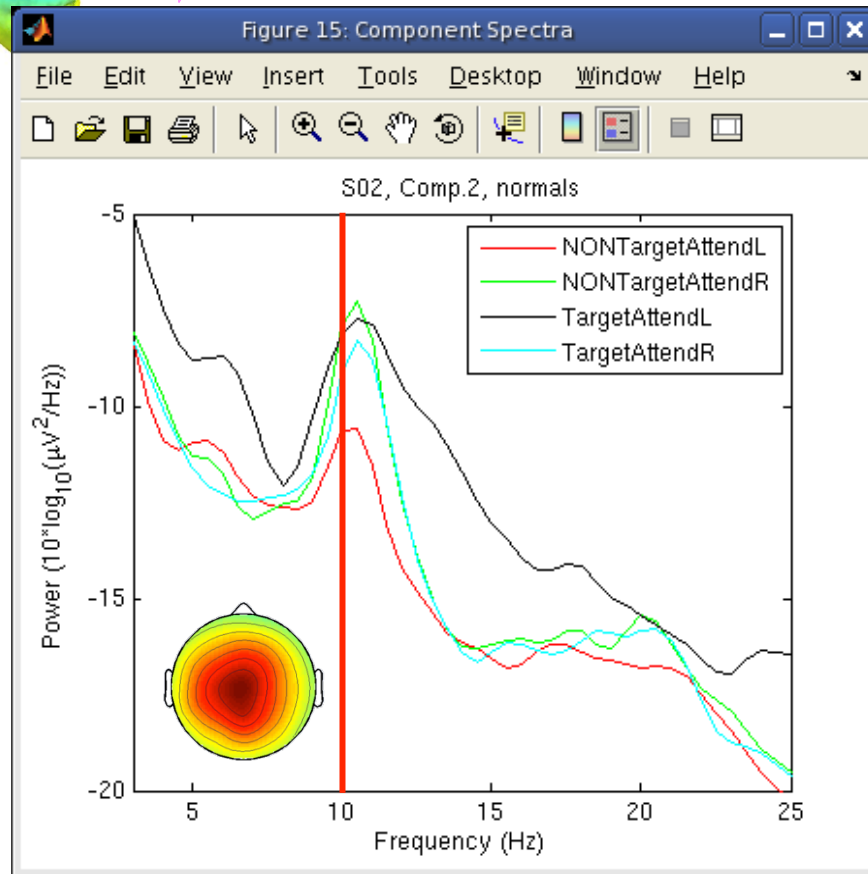 Figure 15: Component Spectra
File Edit View Insert Tools Desktop Window Help
S02, Comp.2, normals
NONTargetAttendL
NONTargetAttendR
TargetAttendL
TargetAttendR
Power (10*log₁₀(μV²/Hz))
-5
-10
-15
-20
5 10 15 20 25
Frequency (Hz)